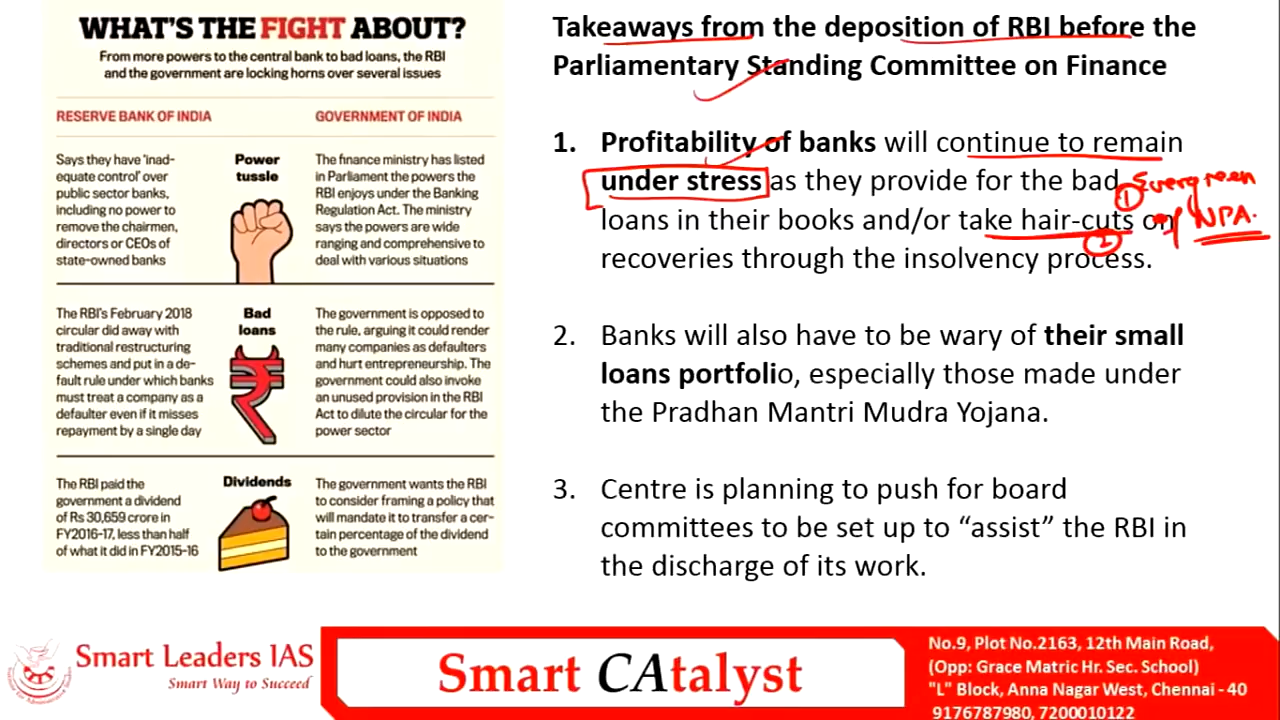 WHAT'S THE FIGHT ABOUT?
From more powers to the central bank to bad loans, the RBI
and the government are locking horns over several issues
RESERVE BANK OF INDIA
GOVERNMENT OF INDIA
Says they have 'inad-
equate control' over
public sector banks,
including no power to
remove the chairmen,
directors or CEOs of
state-owned banks
Power
tussle
The finance ministry has listed
in Parliament the powers the
RBI enjoys under the Banking
Regulation Act. The ministry
says the powers are wide
ranging and comprehensive to
deal with various situations
The RBI's February 2018
circular did away with
traditional restructuring
schemes and put in a de-
fault rule under which banks
must treat a company as a
defaulter even if it misses
repayment by a single day
Bad
loans
The government is opposed to
the rule, arguing it could render
many companies as defaulters
and hurt entrepreneurship. The
government could also invoke
an unused provision in the RBI
Act to dilute the circular for the
power sector
The RBI paid the
government a dividend
of Rs 30,659 crore in
FY2016-17, less than half
of what it did in FY2015-16
Dividends
The government wants the RBI
to consider framing a policy that
will mandate it to transfer a cer-
tain percentage of the dividend
to the government
Takeaways from the deposition of RBI before the
Parliamentary Standing Committee on Finance
1. Profitability of banks will continue to remain
under stress as they provide for the bad
loans in their books and/or take hair-cuts on
recoveries through the insolvency process.
1 Evergreen
of NPA.
2
2. Banks will also have to be wary of their small
loans portfolio, especially those made under
the Pradhan Mantri Mudra Yojana.
3. Centre is planning to push for board
committees to be set up to “assist” the RBI in
the discharge of its work.
Smart Leaders IAS
Smart Way to Succeed
Smart CAtalyst
No.9, Plot No.2163, 12th Main Road,
(Opp: Grace Matric Hr. Sec. School)
"L" Block, Anna Nagar West, Chennai - 40
9176787980, 7200010122